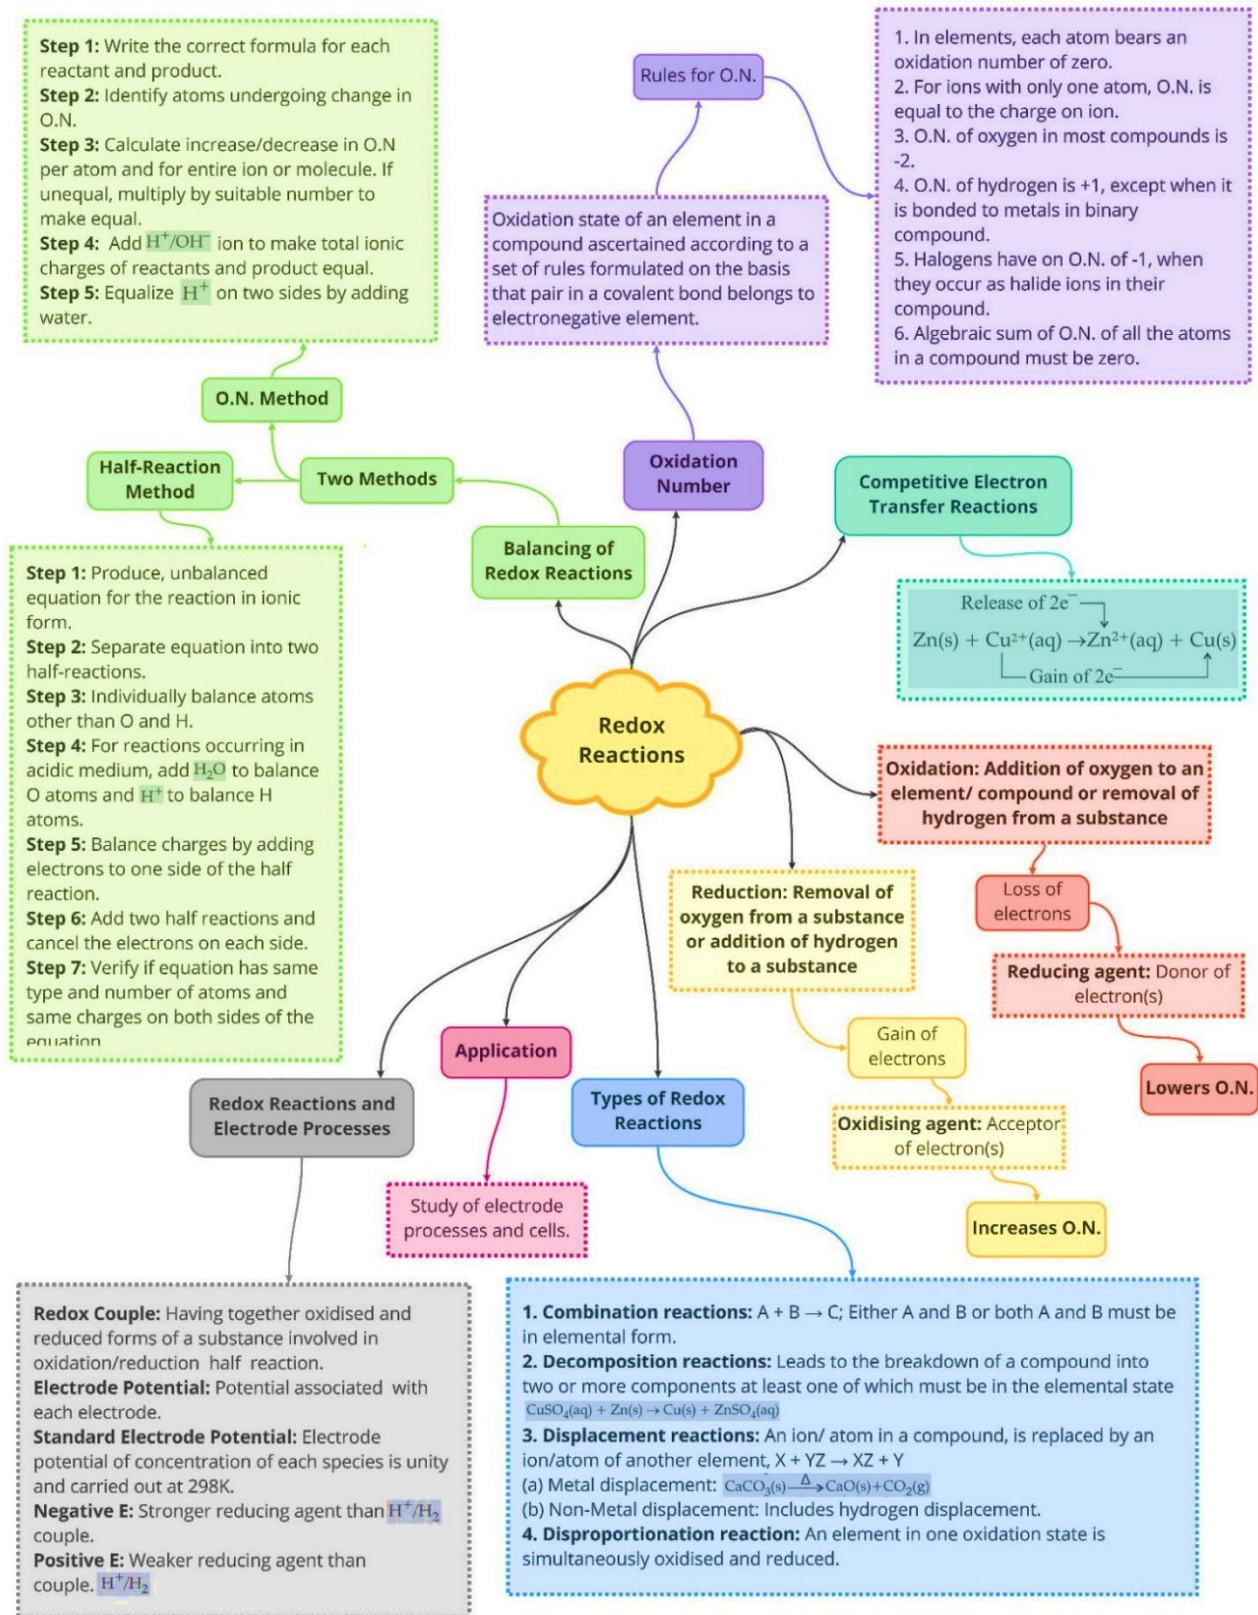 Step 1: Write the correct formula for each
reactant and product.
Step 2: Identify atoms undergoing change in
O.N.
Step 3: Calculate increase/decrease in O.N
per atom and for entire ion or molecule. If
unequal, multiply by suitable number to
make equal.
Step 4: Add H⁺/OH⁻ ion to make total ionic
charges of reactants and product equal.
Step 5: Equalize H⁺ on two sides by adding
water.
O.N. Method
Half-Reaction
Method
Two Methods
Balancing of
Redox Reactions
Step 1: Produce, unbalanced
equation for the reaction in ionic
form.
Step 2: Separate equation into two
half-reactions.
Step 3: Individually balance atoms
other than O and H.
Step 4: For reactions occurring in
acidic medium, add H₂O to balance
O atoms and H⁺ to balance H
atoms.
Step 5: Balance charges by adding
electrons to one side of the half
reaction.
Step 6: Add two half reactions and
cancel the electrons on each side.
Step 7: Verify if equation has same
type and number of atoms and
same charges on both sides of the
equation
Rules for O.N.
1. In elements, each atom bears an
oxidation number of zero.
2. For ions with only one atom, O.N. is
equal to the charge on ion.
3. O.N. of oxygen in most compounds is
-2.
4. O.N. of hydrogen is +1, except when it
is bonded to metals in binary
compound.
5. Halogens have on O.N. of -1, when
they occur as halide ions in their
compound.
6. Algebraic sum of O.N. of all the atoms
in a compound must be zero.
Oxidation state of an element in a
compound ascertained according to a
set of rules formulated on the basis
that pair in a covalent bond belongs to
electronegative element.
Oxidation
Number
Competitive Electron
Transfer Reactions
Release of 2e⁻
Zn(s) + Cu²⁺(aq) → Zn²⁺(aq) + Cu(s)
Gain of 2e⁻
Redox
Reactions
Oxidation: Addition of oxygen to an
element/ compound or removal of
hydrogen from a substance
Loss of
electrons
Reducing agent: Donor of
electron(s)
Lowers O.N.
Reduction: Removal of
oxygen from a substance
or addition of hydrogen
to a substance
Gain of
electrons
Oxidising agent: Acceptor
of electron(s)
Increases O.N.
Application
Study of electrode
processes and cells.
Redox Reactions and
Electrode Processes
Types of Redox
Reactions
Redox Couple: Having together oxidised and
reduced forms of a substance involved in
oxidation/reduction half reaction.
Electrode Potential: Potential associated with
each electrode.
Standard Electrode Potential: Electrode
potential of concentration of each species is unity
and carried out at 298K.
Negative E: Stronger reducing agent than H⁺/H₂
couple.
Positive E: Weaker reducing agent than
couple. H⁺/H₂
1. Combination reactions: A + B → C; Either A and B or both A and B must be
in elemental form.
2. Decomposition reactions: Leads to the breakdown of a compound into
two or more components at least one of which must be in the elemental state
CuSO₄(aq) + Zn(s) → Cu(s) + ZnSO₄(aq)
3. Displacement reactions: An ion/ atom in a compound, is replaced by an
ion/atom of another element, X + YZ → XZ + Y
(a) Metal displacement: CaCO₃(s) —Δ→ CaO(s)+CO₂(g)
(b) Non-Metal displacement: Includes hydrogen displacement.
4. Disproportionation reaction: An element in one oxidation state is
simultaneously oxidised and reduced.